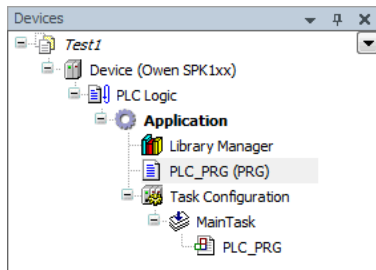 Devices
Test1
Device (Owen SPK1xx)
PLC Logic
Application
Library Manager
PLC_PRG (PRG)
Task Configuration
MainTask
PLC_PRG